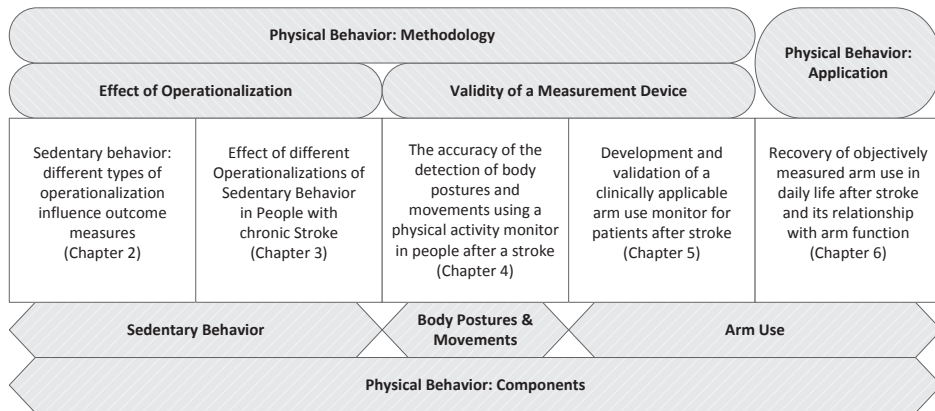 Physical Behavior: Methodology
Physical Behavior:
Application
Effect of Operationalization
Validity of a Measurement Device
Sedentary behavior:
different types of
operationalization
influence outcome
measures
(Chapter 2)
Effect of different
Operationalizations of
Sedentary Behavior
in People with
chronic Stroke
(Chapter 3)
The accuracy of the
detection of body
postures and
movements using a
physical activity monitor
in people after a stroke
(Chapter 4)
Development and
validation of a
clinically applicable
arm use monitor for
patients after stroke
(Chapter 5)
Recovery of objectively
measured arm use in
daily life after stroke
and its relationship
with arm function
(Chapter 6)
Sedentary Behavior
Body Postures &
Movements
Arm Use
Physical Behavior: Components